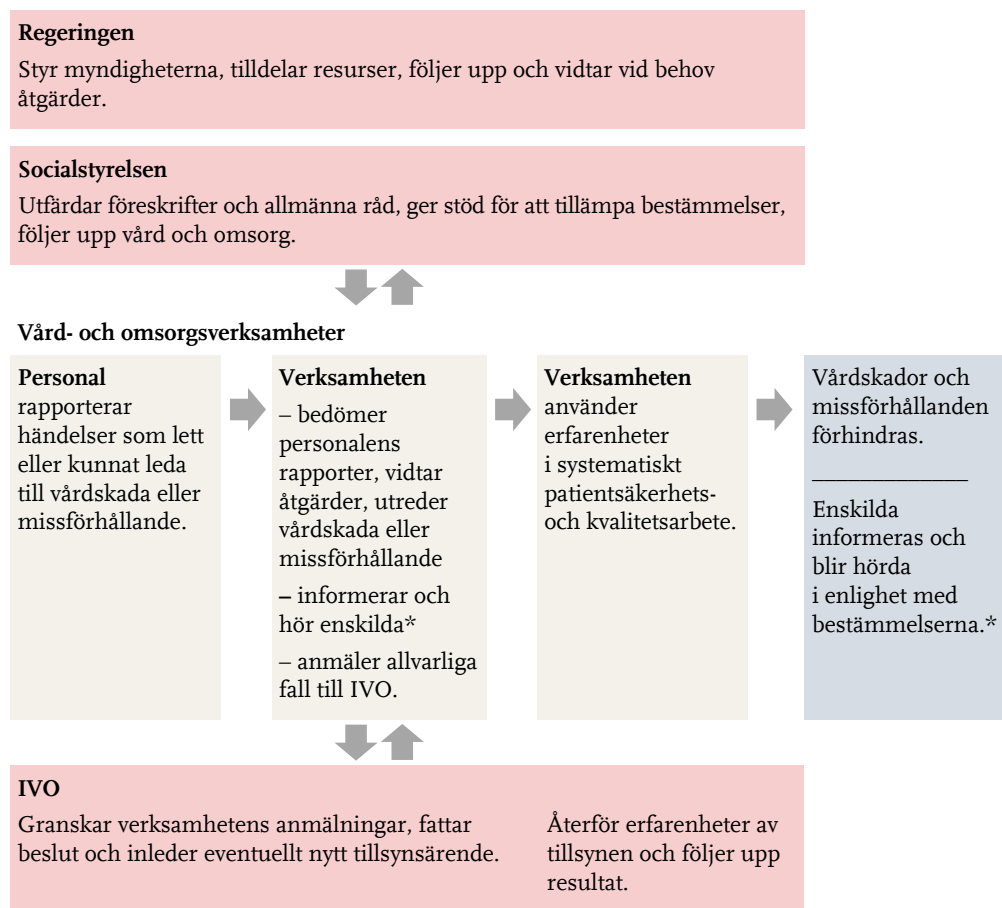 Regeringen
Styr myndigheterna, tilldelar resurser, följer upp och vidtar vid behov
åtgärder.
Socialstyrelsen
Utfärdar föreskrifter och allmänna råd, ger stöd för att tillämpa bestämmelser,
följer upp vård och omsorg.
Vård- och omsorgsverksamheter
Personal
rapporterar
händelser som lett
eller kunnat leda
till vårdskada eller
missförhållande.
Verksamheten
– bedömer
personalens
rapporter, vidtar
åtgärder, utreder
vårdskada eller
missförhållande
– informerar och
hör enskilda*
– anmäler allvarliga
fall till IVO.
Verksamheten
använder
erfarenheter
i systematiskt
patientsäkerhets-
och kvalitetsarbete.
Vårdskador och
missförhållanden
förhindras.
______________
Enskilda
informeras och
blir hörda
i enlighet med
bestämmelserna.*
IVO
Granskar verksamhetens anmälningar, fattar
beslut och inleder eventuellt nytt tillsynsärende.
Återför erfarenheter av
tillsynen och följer upp
resultat.